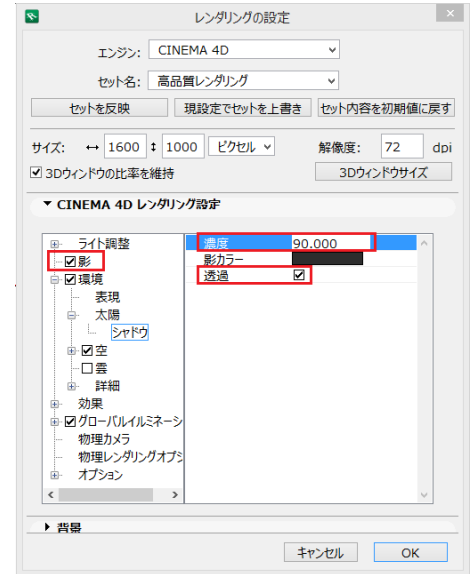 レンダリングの設定
エンジン: CINEMA 4D
セット名: 高品質レンダリング
セットを反映 現設定でセットを上書き セット内容を初期値に戻す
サイズ: ↔ 1600 ↕ 1000 ピクセル 解像度: 72 dpi
3Dウィンドウの比率を維持 3Dウィンドウサイズ
▼ CINEMA 4D レンダリング設定
ライト調整
影
環境
表現
太陽
シャドウ
空
雲
詳細
効果
グローバルイルミネーシ
物理カメラ
物理レンダリングオプシ
オプション
濃度 90.000
影カラー
透過
▶ 背景
キャンセル OK